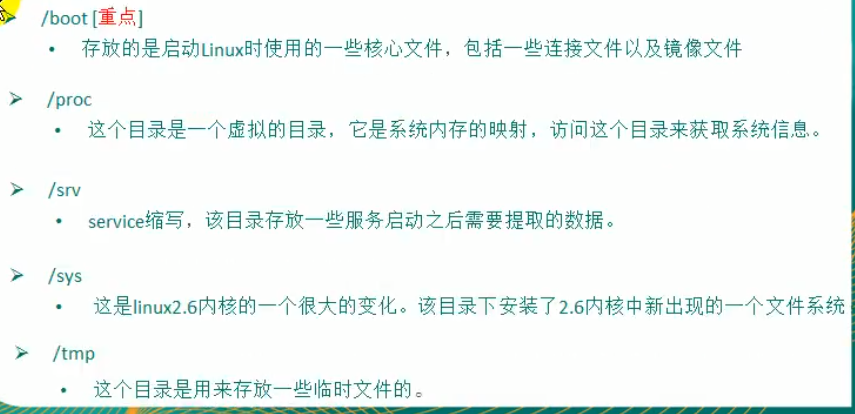 /boot [重点]
存放的是启动Linux时使用的一些核心文件，包括一些连接文件以及镜像文件
/proc
这个目录是一个虚拟的目录，它是系统内存的映射，访问这个目录来获取系统信息。
/srv
service缩写，该目录存放一些服务启动之后需要提取的数据。
/sys
这是linux2.6内核的一个很大的变化。该目录下安装了2.6内核中新出现的一个文件系统
/tmp
这个目录是用来存放一些临时文件的。